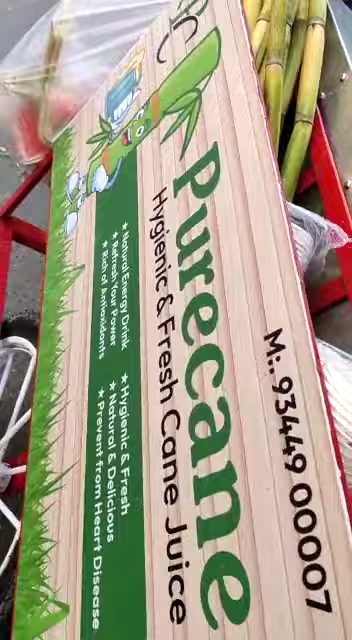 M.: 93449 00007
Purecane
Hygienic & Fresh Cane Juice
★ Natural Energy Drink
★ Refresh Your Power
★ Rich of Antioxidants
★ Hygienic & Fresh
★ Natural & Delicious
★ Prevent from Heart Disease